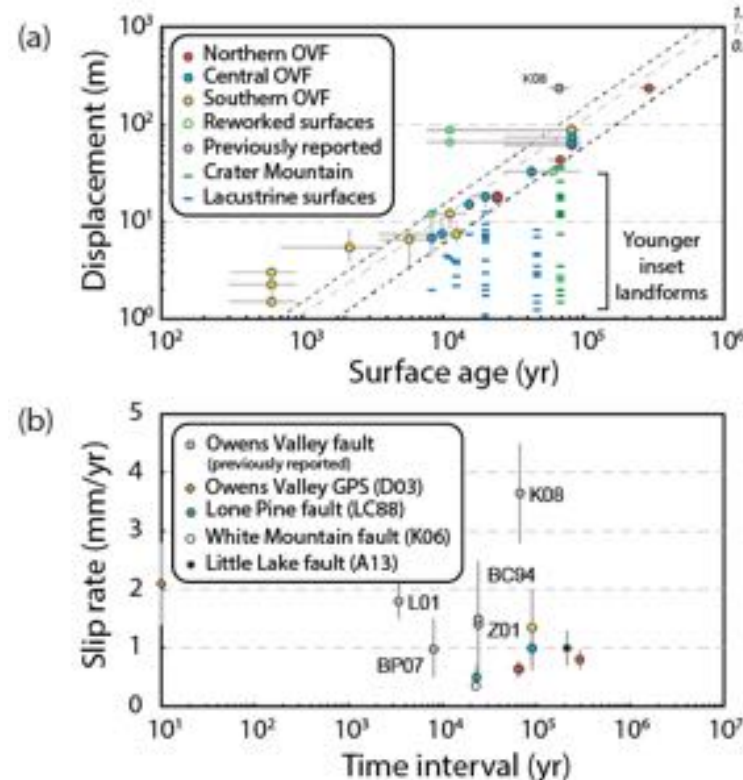 (a)
10³
10²
10¹
10⁰
Displacement (m)
Northern OVF
Central OVF
Southern OVF
Reworked surfaces
Previously reported
Crater Mountain
Lacustrine surfaces
K08
1.
1.
0.
Younger
inset
landforms
10² 10³ 10⁴ 10⁵ 10⁶
Surface age (yr)
(b)
5
4
3
2
1
0
Slip rate (mm/yr)
Owens Valley fault
(previously reported)
Owens Valley GPS (D03)
Lone Pine fault (LC88)
White Mountain fault (K06)
Little Lake fault (A13)
K08
BC94
L01
Z01
BP07
10¹ 10² 10³ 10⁴ 10⁵ 10⁶ 10⁷
Time interval (yr)